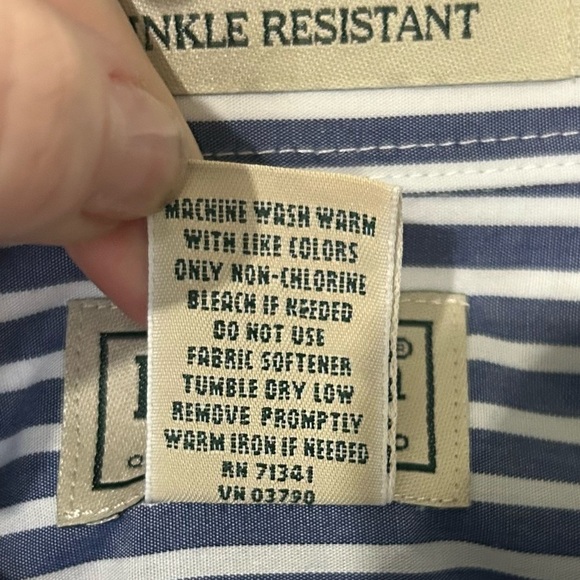 INKLE RESISTANT
MACHINE WASH WARM
WITH LIKE COLORS
ONLY NON-CHLORINE
BLEACH IF NEEDED
DO NOT USE
FABRIC SOFTENER
TUMBLE DRY LOW
REMOVE PROMPTLY
WARM IRON IF NEEDED
RN 71341
VN 03790